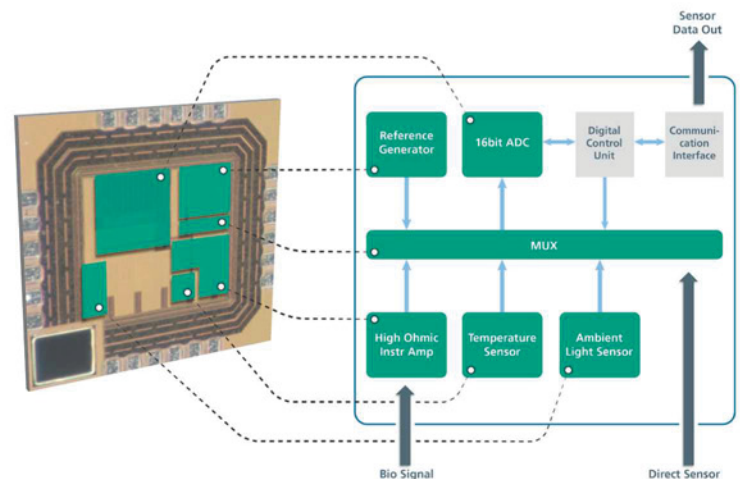 Sensor
Data Out
Reference
Generator
16bit ADC
Digital
Control
Unit
Communi-
cation
Interface
MUX
High Ohmic
Instr Amp
Temperature
Sensor
Ambient
Light Sensor
Bio Signal
Direct Sensor